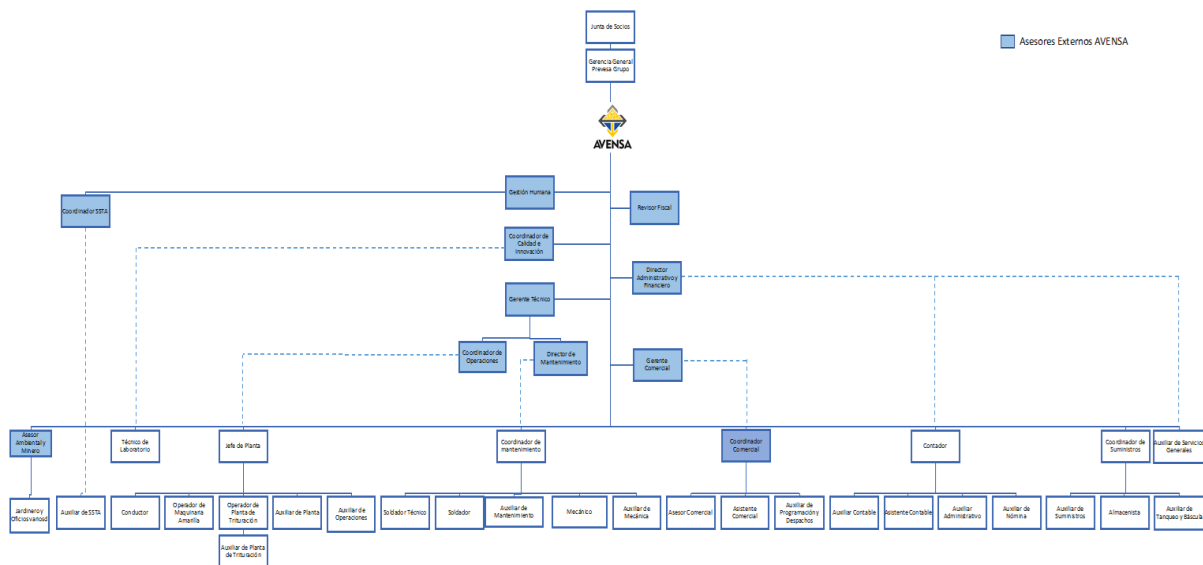 Junta de Socios
Asesores Externos AVENSA
Gerencia General
Prevesa Grupo
AVENSA
Gestión Humana
Coordinador SSTA
Revisor Fiscal
Coordinador de
Calidad e
Innovación
Director
Administrativo y
Financiero
Gerente Técnico
Coordinador de
Operaciones
Director de
Mantenimiento
Gerente
Comercial
Asesor
Ambiental y
Minero
Técnico de
Laboratorio
Jefe de Planta
Coordinador de
mantenimiento
Coordinador
Comercial
Contador
Coordinador de
Suministros
Auxiliar de Servicios
Generales
Jardinero y
Oficios variosd
Auxiliar de SSTA
Conductor
Operador de
Maquinaria
Amarilla
Operador de
Planta de
Trituración
Auxiliar de Planta
Auxiliar de
Operaciones
Soldador Técnico
Soldador
Auxiliar de
Mantenimiento
Mecánico
Auxiliar de
Mecánica
Asesor Comercial
Asistente
Comercial
Auxiliar de
Programación y
Despachos
Auxiliar Contable
Asistente Contable
Auxiliar
Administrativo
Auxiliar de
Nómina
Auxiliar de
Suministros
Almacenista
Auxiliar de
Tanqueo y Báscula
Auxiliar de Planta
de Trituración